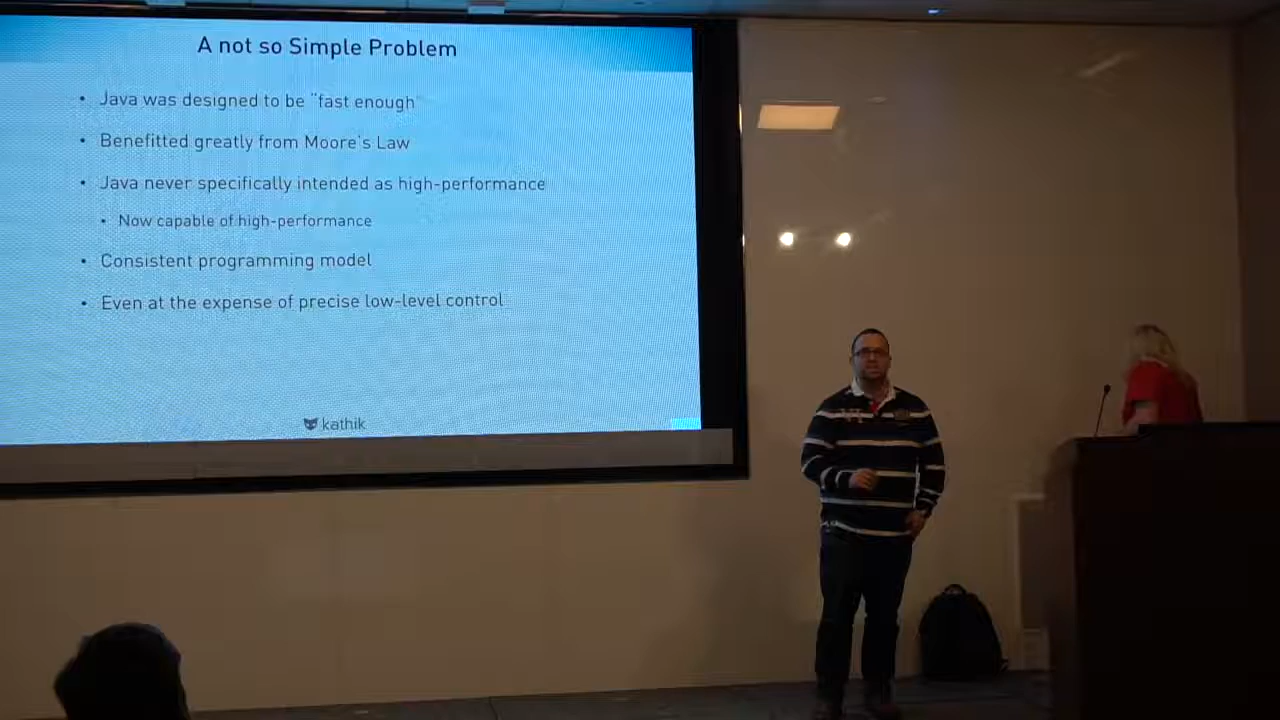 A not so Simple Problem
• Java was designed to be "fast enough"
• Benefitted greatly from Moore's Law
• Java never specifically intended as high-performance
• Now capable of high-performance
• Consistent programming model
• Even at the expense of precise low-level control
kathik